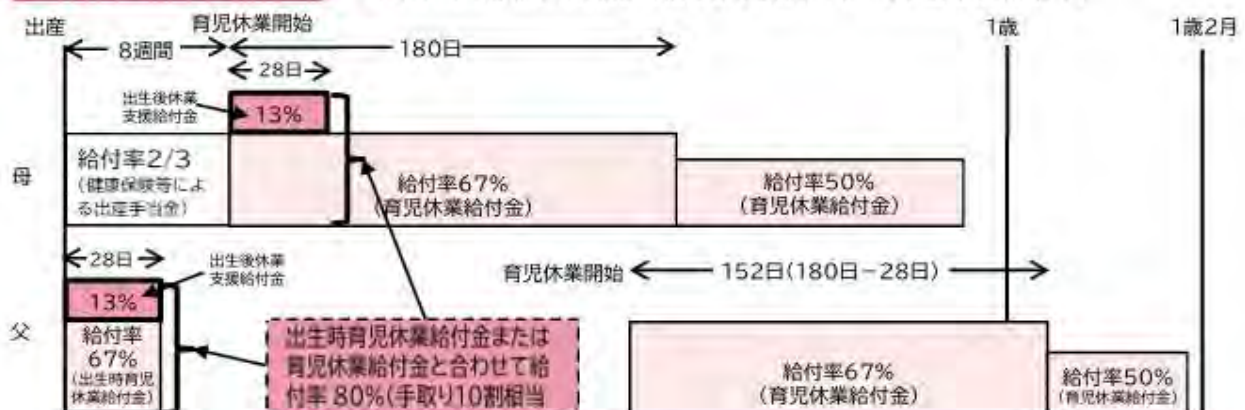 出産
育児休業開始
1歳
1歳2月
8週間
180日
28日
出生後休業
支援給付金
13%
母
給付率2/3
(健康保険等によ
る出産手当金)
給付率67%
(育児休業給付金)
給付率50%
(育児休業給付金)
28日
出生後休業
支援給付金
育児休業開始
152日(180日-28日)
13%
父
給付率
67%
(出生時育児
休業給付金)
出生時育児休業給付金または
育児休業給付金と合わせて給
付率 80%(手取り10割相当
給付率67%
(育児休業給付金)
給付率50%
(育児休業給付金)